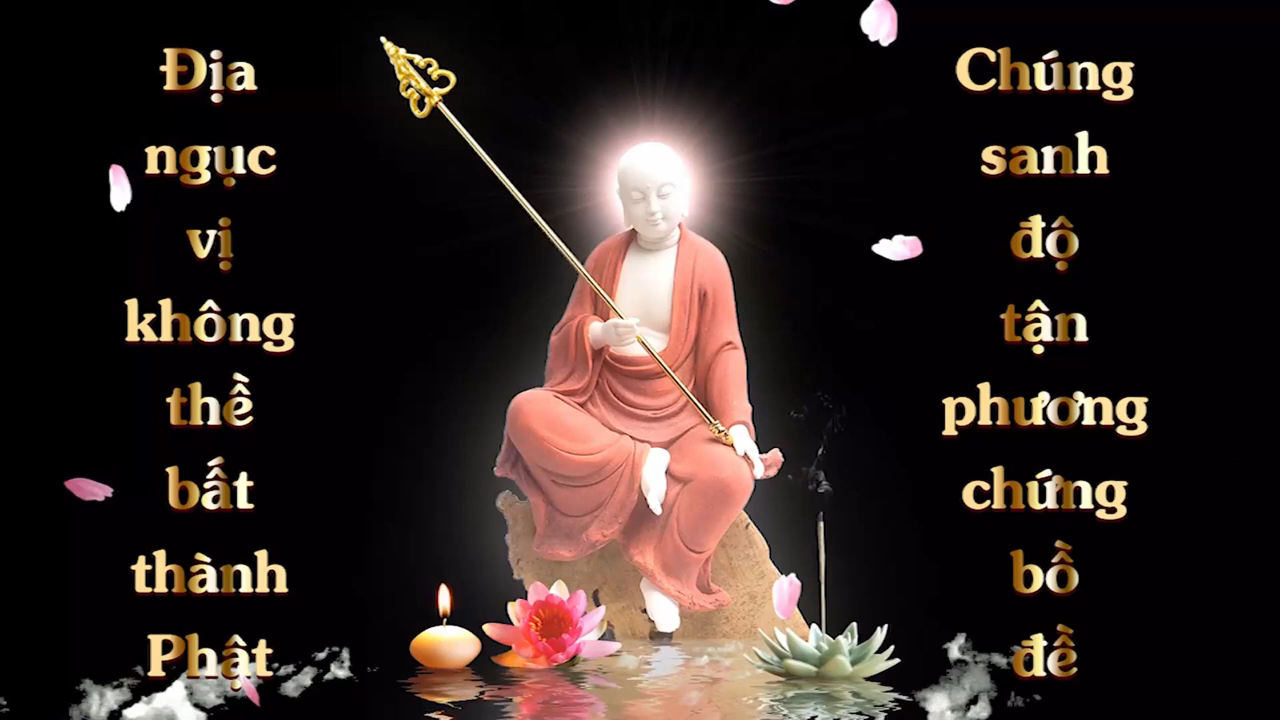 Địa
ngục
vị
không
thề
bất
thành
Phật
Chúng
sanh
độ
tận
phương
chứng
bồ
đề